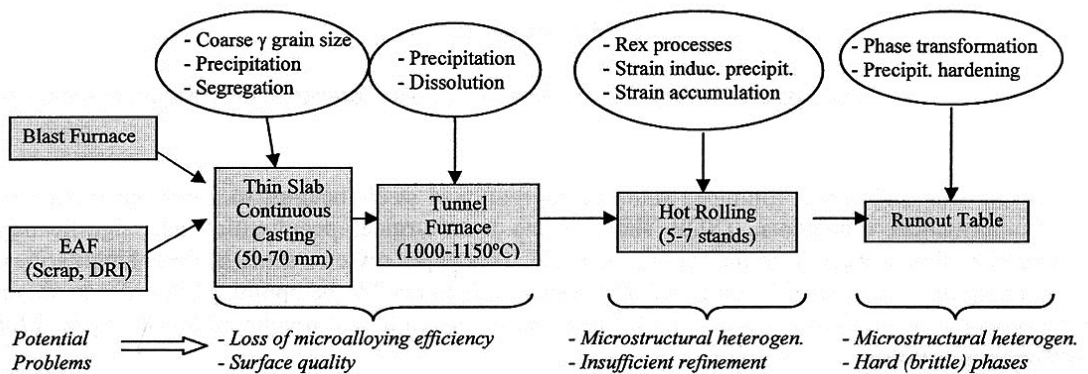 - Coarse γ grain size
- Precipitation
- Segregation
- Precipitation
- Dissolution
- Rex processes
- Strain induc. precipit.
- Strain accumulation
- Phase transformation
- Precipit. hardening
Blast Furnace
EAF
(Scrap, DRI)
Thin Slab
Continuous
Casting
(50-70 mm)
Tunnel
Furnace
(1000-1150ºC)
Hot Rolling
(5-7 stands)
Runout Table
Potential
Problems
- Loss of microalloying efficiency
- Surface quality
- Microstructural heterogen.
- Insufficient refinement
- Microstructural heterogen.
- Hard (brittle) phases